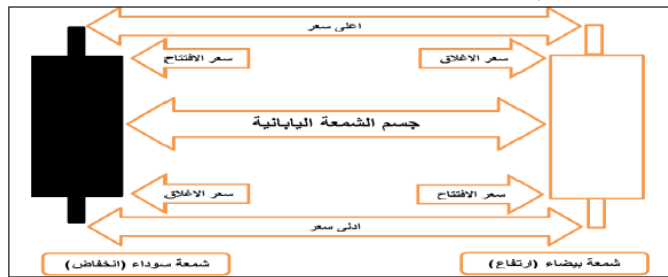 اعلى سعر
سعر الاغلاق
سعر الافتتاح
جسم الشمعة اليابانية
سعر الافتتاح
سعر الاغلاق
ادنى سعر
شمعة بيضاء (ارتفاع)
شمعة سوداء (انخفاض)